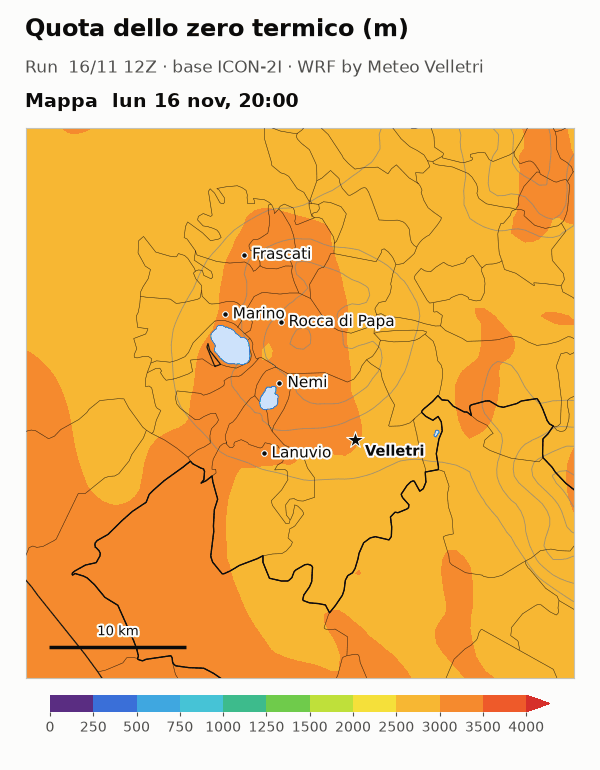 Quota dello zero termico (m)
Run  16/11 12Z · base ICON-2I · WRF by Meteo Velletri
Mappa  lun 16 nov, 20:00
Frascati
Marino
Rocca di Papa
Nemi
Velletri
Lanuvio
10 km
0 250 500 750 1000 1250 1500 2000 2500 3000 3500 4000